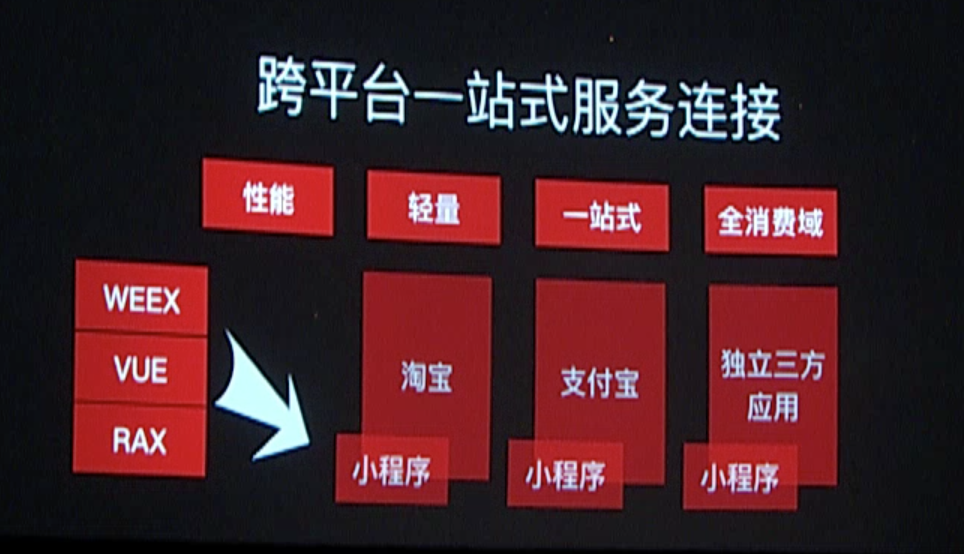 跨平台一站式服务连接
性能
轻量
一站式
全消费域
WEEX
VUE
RAX
淘宝
支付宝
独立三方
应用
小程序
小程序
小程序